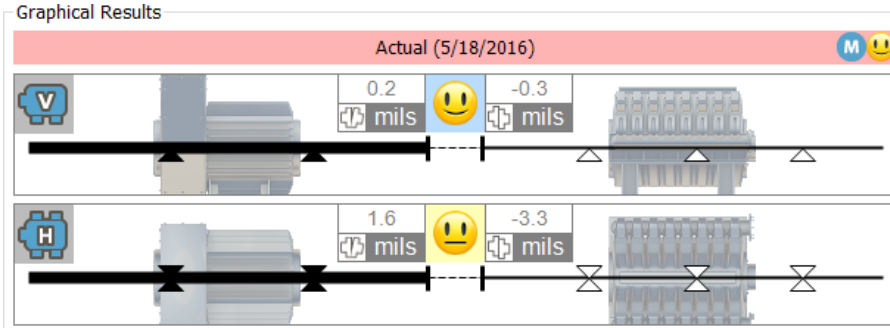 Graphical Results
Actual (5/18/2016)
M
V
0.2
mils
-0.3
mils
H
1.6
mils
-3.3
mils